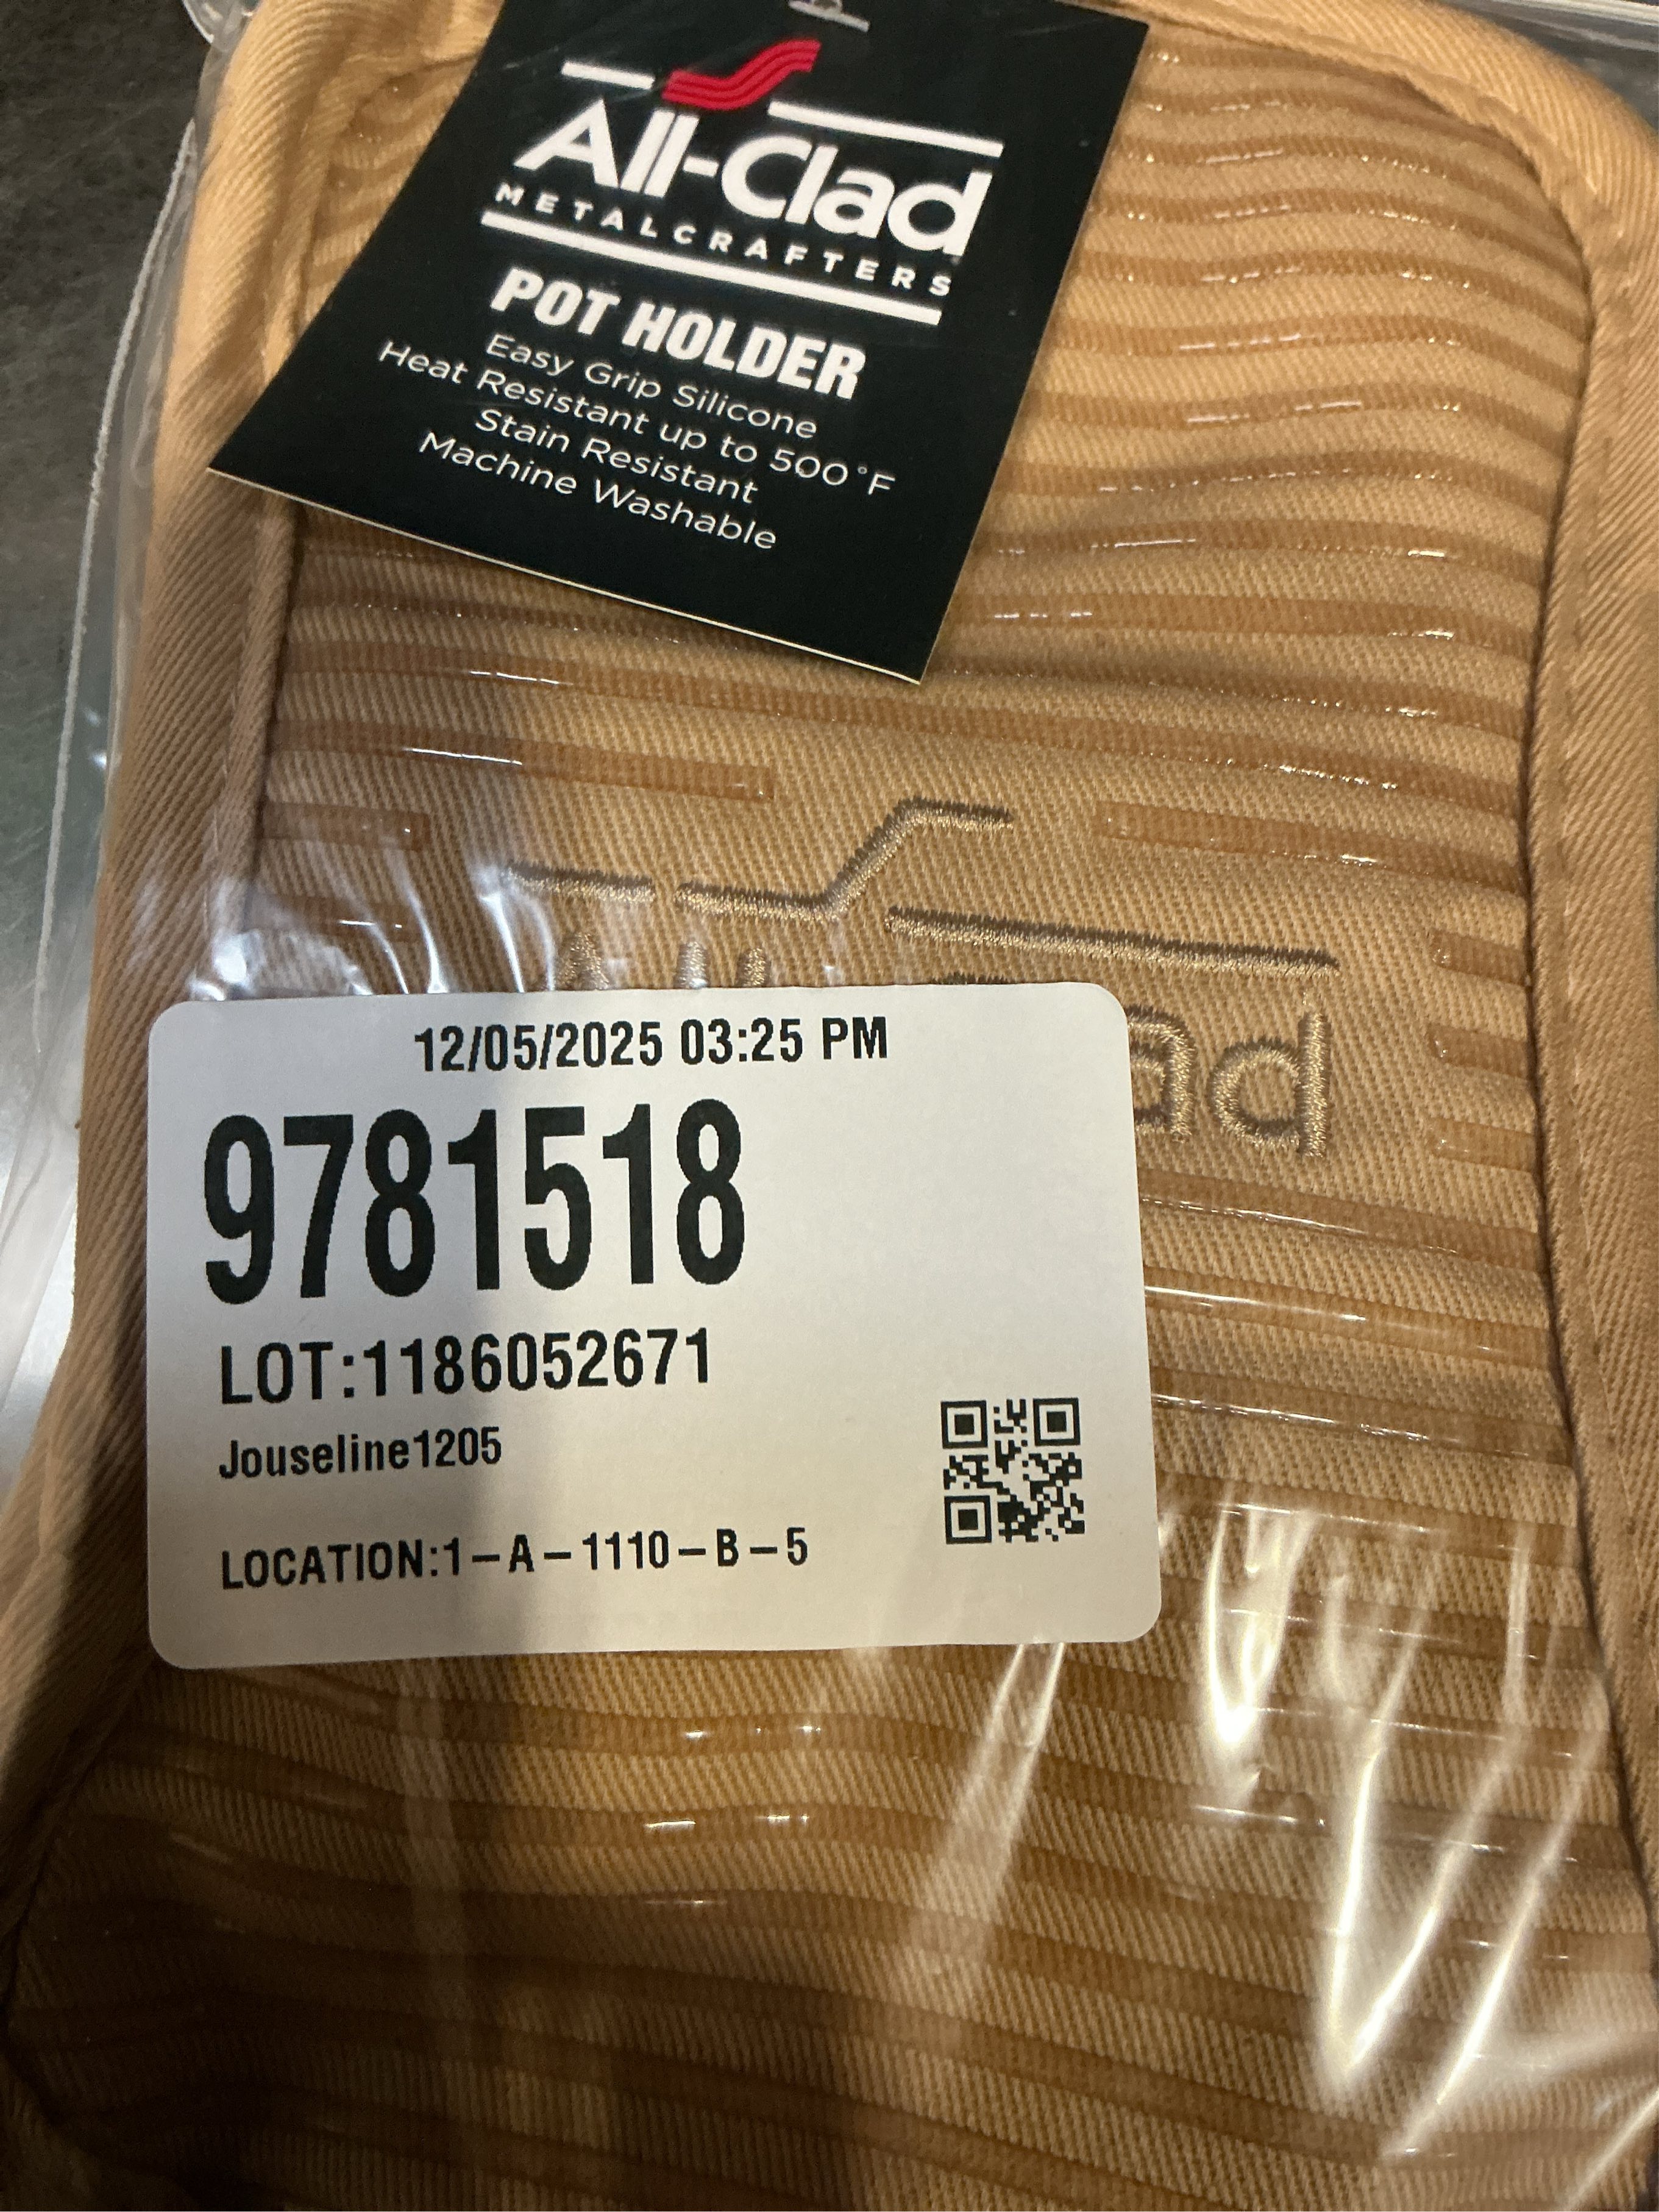 All-Clad
METALCRAFTERS
POT HOLDER
Easy Grip Silicone
Heat Resistant up to 500°F
Stain Resistant
Machine Washable
12/05/2025 03:25 PM
9781518
LOT:1186052671
Jouseline1205
LOCATION:1-A-1110-B-5